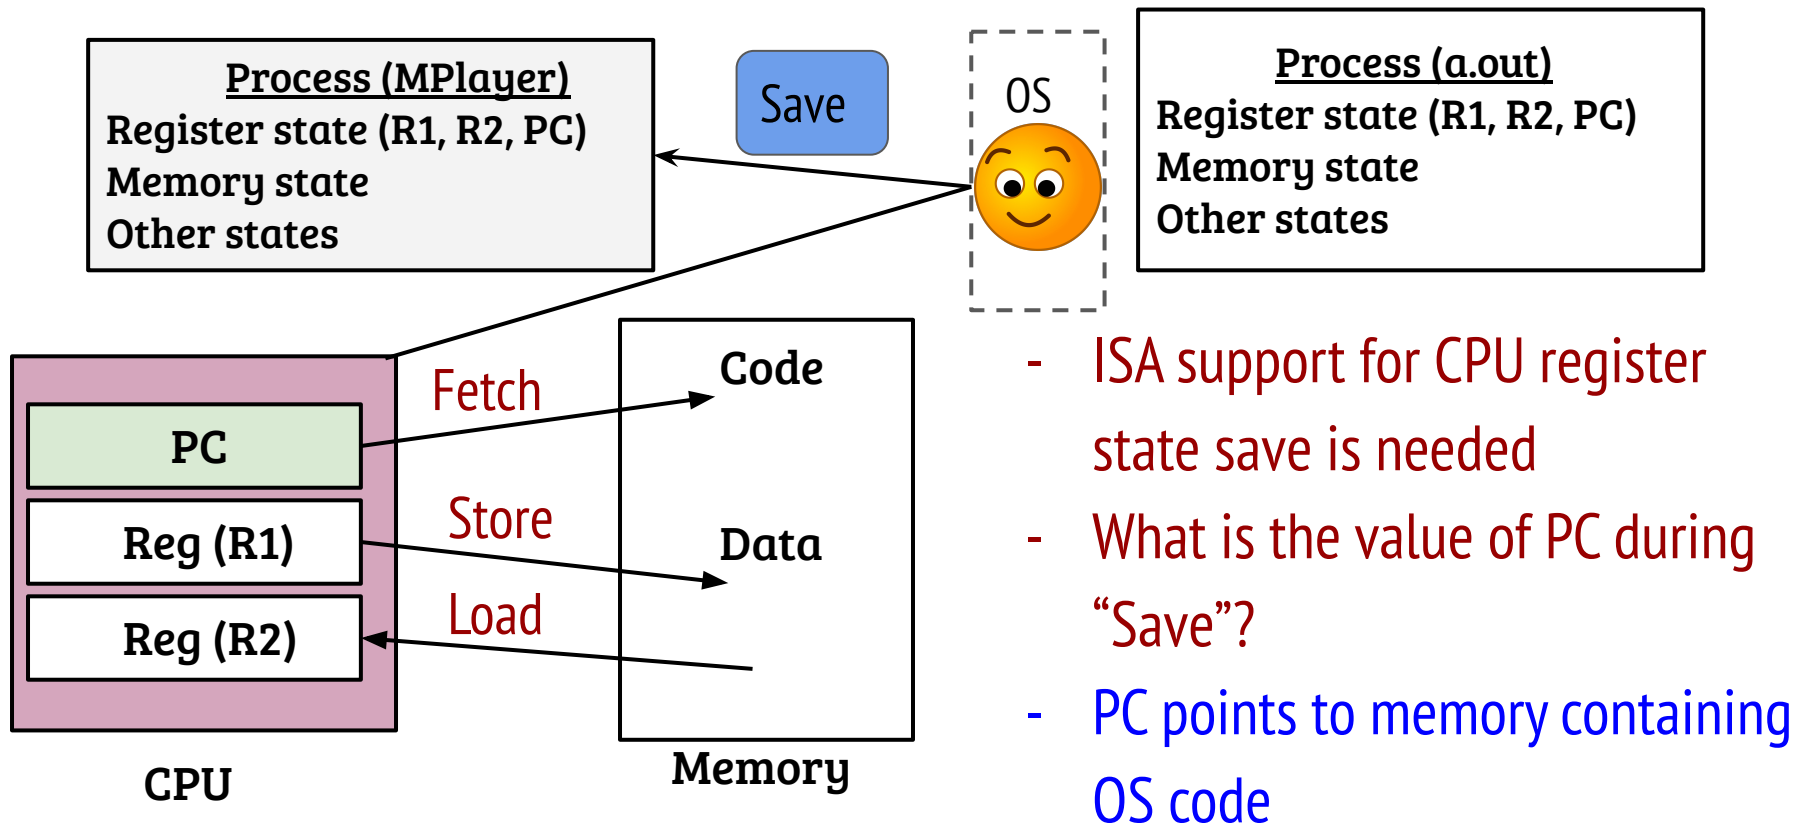 Process (MPlayer)
Register state (R1, R2, PC)
Memory state
Other states
Save
OS
Process (a.out)
Register state (R1, R2, PC)
Memory state
Other states
PC
Reg (R1)
Reg (R2)
CPU
Fetch
Store
Load
Code
Data
Memory
- ISA support for CPU register
state save is needed
- What is the value of PC during
“Save”?
- PC points to memory containing
OS code